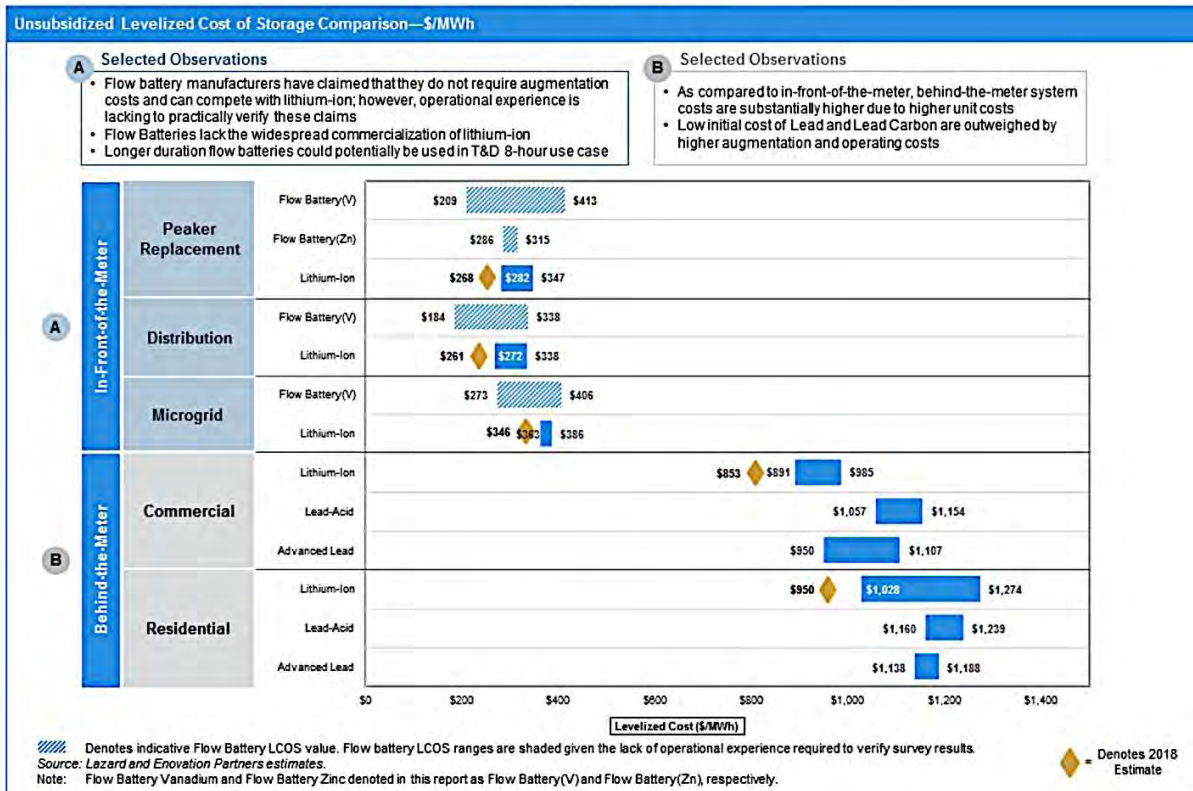 Unsubsidized Levelized Cost of Storage Comparison—$/MWh
A
Selected Observations
• Flow battery manufacturers have claimed that they do not require augmentation
costs and can compete with lithium-ion; however, operational experience is
lacking to practically verify these claims
• Flow Batteries lack the widespread commercialization of lithium-ion
• Longer duration flow batteries could potentially be used in T&D 8-hour use case
B
Selected Observations
• As compared to in-front-of-the-meter, behind-the-meter system
costs are substantially higher due to higher unit costs
• Low initial cost of Lead and Lead Carbon are outweighed by
higher augmentation and operating costs
A
In-Front-of-the-Meter
Peaker
Replacement
Flow Battery(V)
$209
$413
Flow Battery(Zn)
$286
$315
Lithium-Ion
$268
$282
$347
Distribution
Flow Battery(V)
$184
$338
Lithium-Ion
$261
$272
$338
Microgrid
Flow Battery(V)
$273
$406
Lithium-Ion
$346
$363
$386
B
Behind-the-Meter
Commercial
Lithium-Ion
$853
$891
$985
Lead-Acid
$1,057
$1,154
Advanced Lead
$950
$1,107
Residential
Lithium-Ion
$950
$1,028
$1,274
Lead-Acid
$1,160
$1,239
Advanced Lead
$1,138
$1,188
$0
$200
$400
$600
$800
$1,000
$1,200
$1,400
Levelized Cost ($/MWh)
Denotes indicative Flow Battery LCOS value. Flow battery LCOS ranges are shaded given the lack of operational experience required to verify survey results.
Source: Lazard and Enovation Partners estimates.
Note: Flow Battery Vanadium and Flow Battery Zinc denoted in this report as Flow Battery(V) and Flow Battery(Zn), respectively.
= Denotes 2018
Estimate